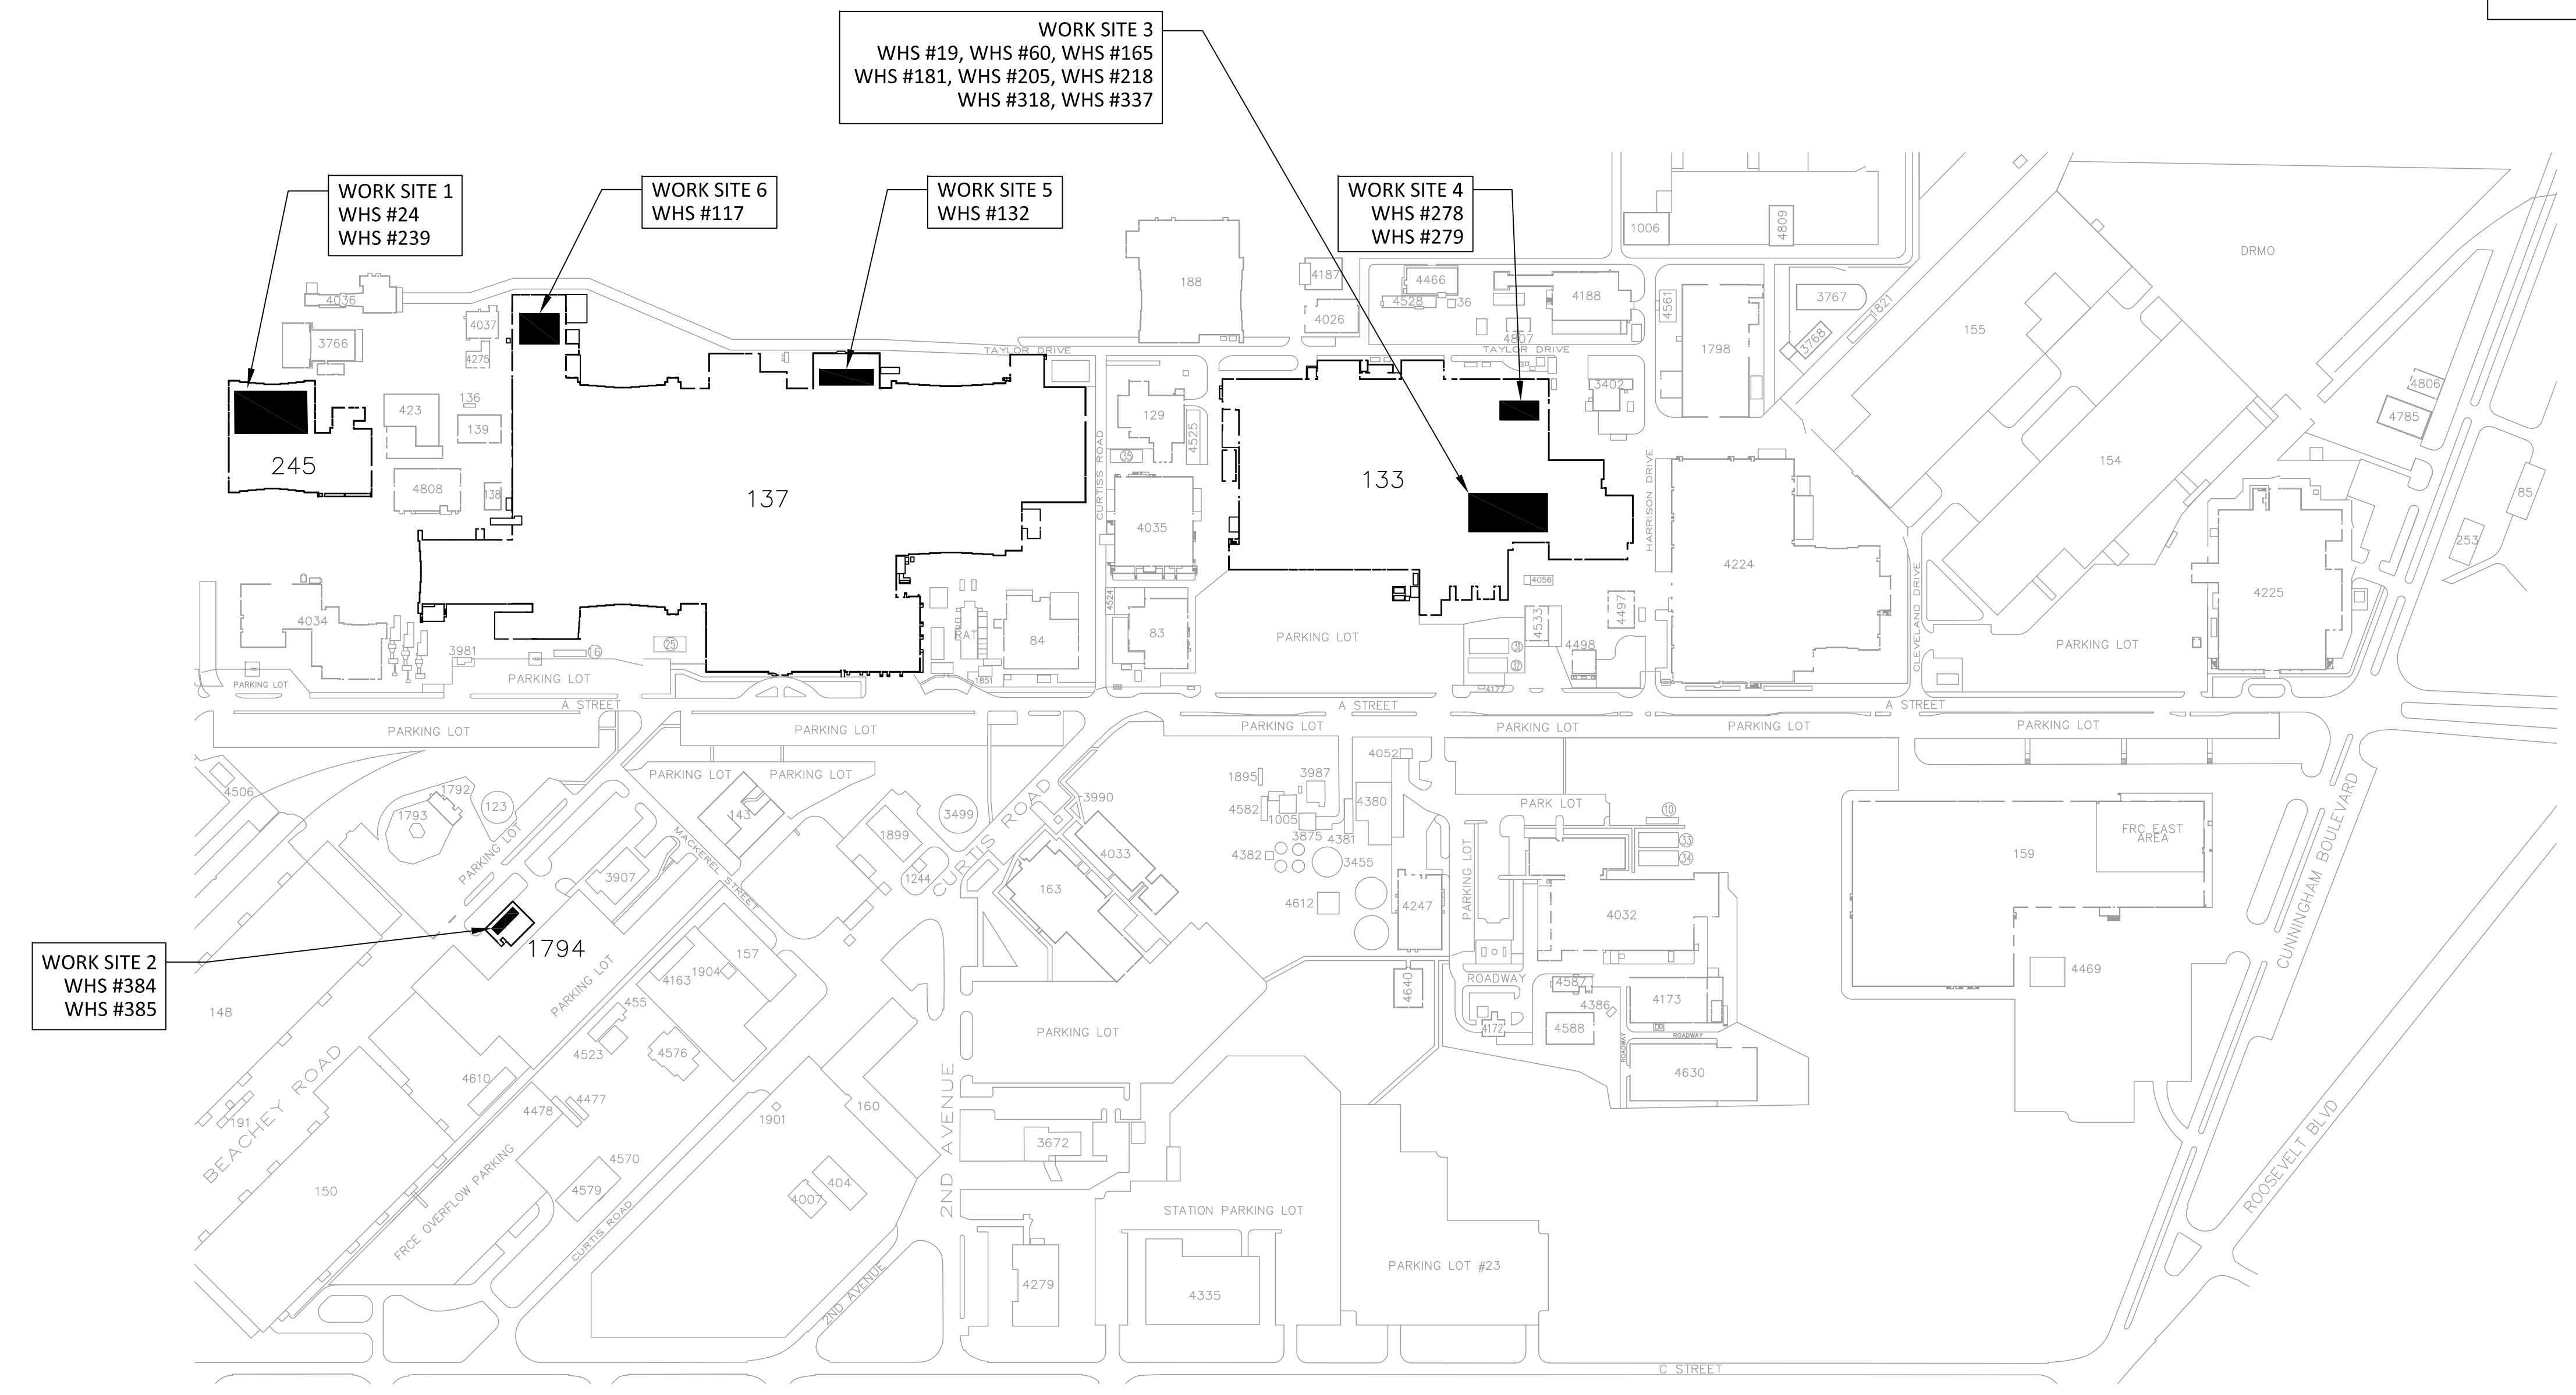 WORK SITE 3
WHS #19, WHS #60, WHS #165
WHS #181, WHS #205, WHS #218
WHS #318, WHS #337
WORK SITE 1
WHS #24
WHS #239
WORK SITE 6
WHS #117
WORK SITE 5
WHS #132
WORK SITE 4
WHS #278
WHS #279
1006
4809
DRMO
188
4187
4466
4528
36
4188
4026
4807
4561
3767
1821
3768
155
1798
4036
3766
4037
4275
TAYLOR DRIVE
TAYLOR DRIVE
3402
4806
4785
136
423
139
129
4525
35
CURTISS ROAD
245
4808
138
137
133
4035
HARRISON DRIVE
4224
154
85
253
4225
CLEVELAND DRIVE
4034
3981
16
25
RAT
84
1851
4524
83
4056
4533
4497
4498
31
32
4177
PARKING LOT
PARKING LOT
PARKING LOT
PARKING LOT
A STREET
A STREET
A STREET
PARKING LOT
PARKING LOT
PARKING LOT
PARKING LOT
PARKING LOT
PARKING LOT
PARKING LOT
PARKING LOT
4506
1792
1793
123
PARKING LOT
143
MACKEREL STREET
3907
1899
3499
1244
CURTIS ROAD
3990
4033
163
1895
3987
4052
4582
1005
3875
4381
4380
4382
3455
4612
4247
PARKING LOT
PARK LOT
10
33
34
4032
FRC EAST
AREA
159
4469
CUNNINGHAM BOULEVARD
WORK SITE 2
WHS #384
WHS #385
1794
148
PARKING LOT
157
1904
4163
455
4523
4576
4610
4478
4477
PARKING LOT
4640
ROADWAY
4587
4386
4173
4172
4588
ROADWAY
ROADWAY
4630
191
BEACHEY ROAD
150
FRCE OVERFLOW PARKING
4570
4579
CURTIS ROAD
1901
160
404
4007
2ND AVENUE
2ND AVENUE
3672
4279
STATION PARKING LOT
4335
PARKING LOT #23
ROOSEVELT BLVD
C STREET